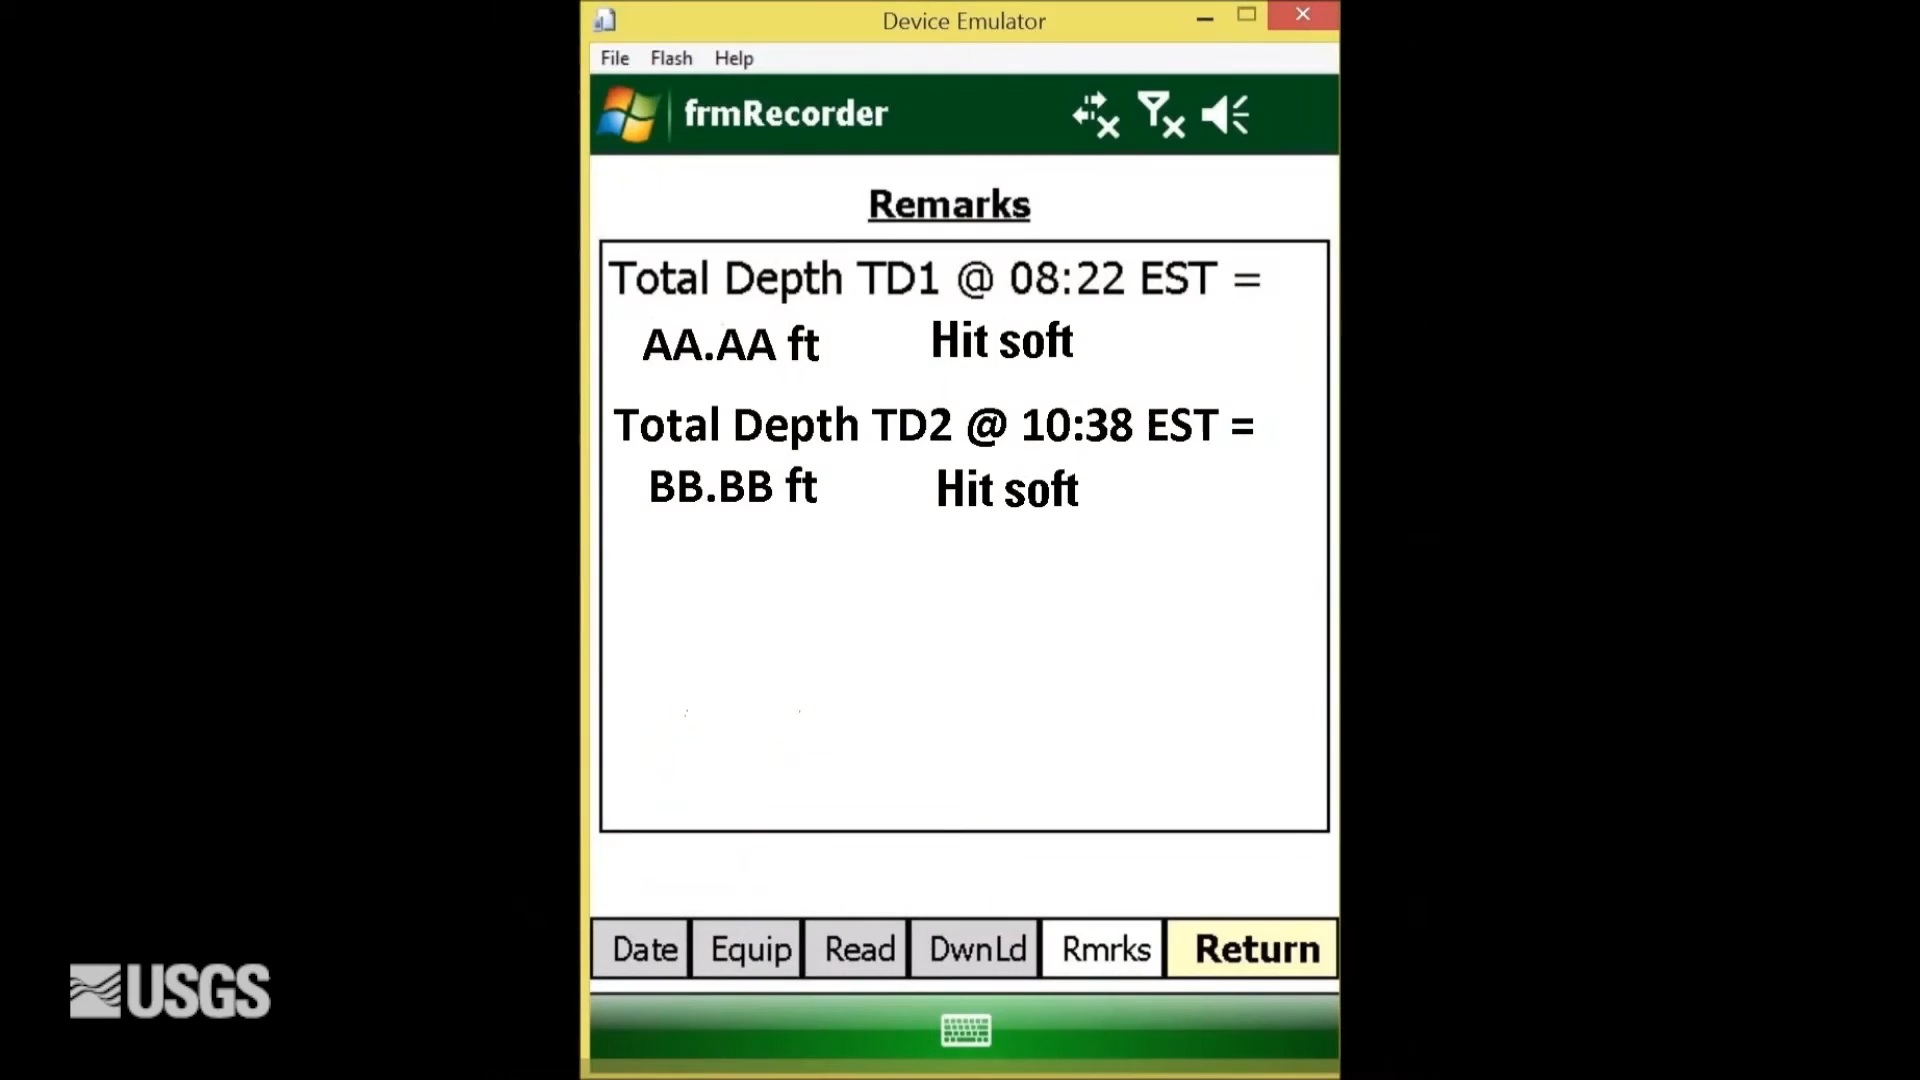 Device Emulator
File Flash Help
frmRecorder
Remarks
Total Depth TD1 @ 08:22 EST =
AA.AA ft Hit soft
Total Depth TD2 @ 10:38 EST =
BB.BB ft Hit soft
Date Equip Read DwnLd Rmrks Return
USGS